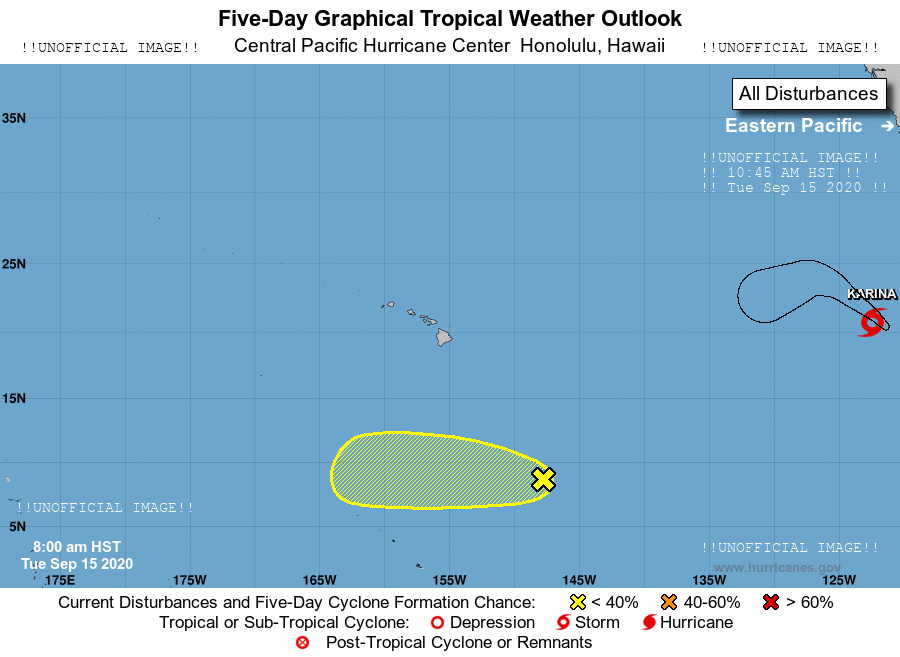 Five-Day Graphical Tropical Weather Outlook
!!UNOFFICIAL IMAGE!! Central Pacific Hurricane Center Honolulu, Hawaii !!UNOFFICIAL IMAGE!!
All Disturbances
35N
Eastern Pacific →
!!UNOFFICIAL IMAGE!!
!! 10:45 AM HST !!
!! Tue Sep 15 2020 !!
25N
KARINA
15N
!!UNOFFICIAL IMAGE!!
5N
8:00 am HST
Tue Sep 15 2020
!!UNOFFICIAL IMAGE!!
www.hurricanes.gov
175E 175W 165W 155W 145W 135W 125W
Current Disturbances and Five-Day Cyclone Formation Chance: < 40% 40-60% > 60%
Tropical or Sub-Tropical Cyclone: Depression Storm Hurricane
Post-Tropical Cyclone or Remnants